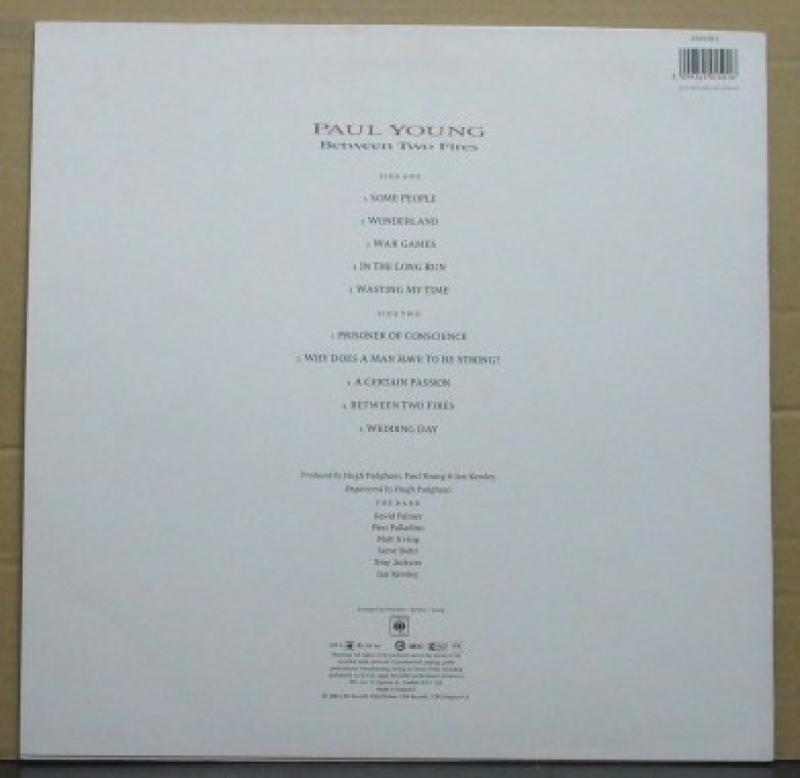 PAUL YOUNG
Between Two Fires
SIDE ONE
1. SOME PEOPLE
2. WONDERLAND
3. WAR GAMES
4. IN THE LONG RUN
5. WASTING MY TIME
SIDE TWO
1. PRISONER OF CONSCIENCE
2. WHY DOES A MAN HAVE TO BE STRONG?
3. A CERTAIN PASSION
4. BETWEEN TWO FIRES
5. WEDDING DAY
Produced by Hugh Padgham, Paul Young & Ian Kewley
Engineered by Hugh Padgham
THE BAND
David Palmer
Pino Palladino
Matt Irving
Steve Bolts
Tony Jackson
Ian Kewley